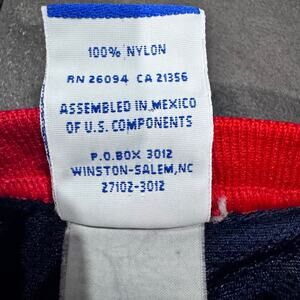 100% NYLON
RN 26094 CA 21356
ASSEMBLED IN MEXICO
OF U.S. COMPONENTS
P.O.BOX 3012
WINSTON-SALEM,NC
27102-3012